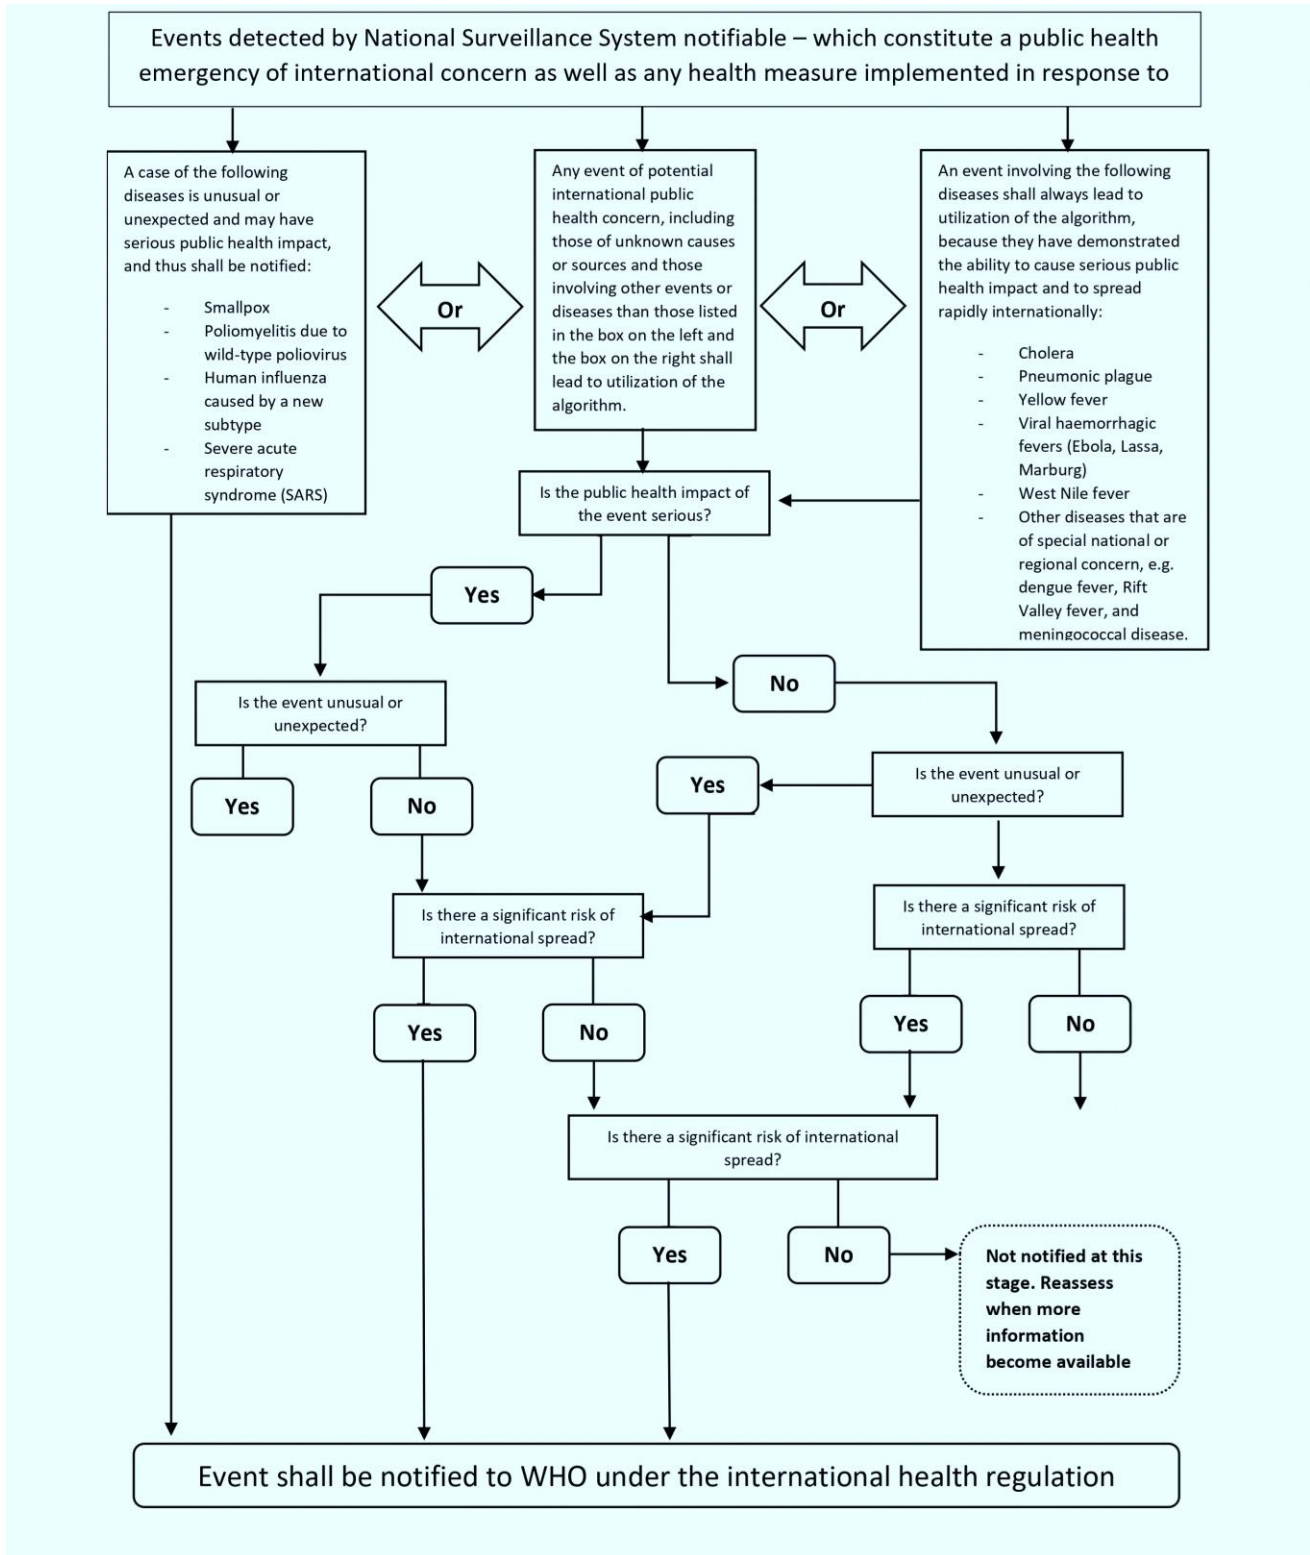 Events detected by National Surveillance System notifiable – which constitute a public health
emergency of international concern as well as any health measure implemented in response to
A case of the following
diseases is unusual or
unexpected and may have
serious public health impact,
and thus shall be notified:
- Smallpox
- Poliomyelitis due to
wild-type poliovirus
- Human influenza
caused by a new
subtype
- Severe acute
respiratory
syndrome (SARS)
Or
Any event of potential
international public
health concern, including
those of unknown causes
or sources and those
involving other events or
diseases than those listed
in the box on the left and
the box on the right shall
lead to utilization of the
algorithm.
Or
An event involving the following
diseases shall always lead to
utilization of the algorithm,
because they have demonstrated
the ability to cause serious public
health impact and to spread
rapidly internationally:
- Cholera
- Pneumonic plague
- Yellow fever
- Viral haemorrhagic
fevers (Ebola, Lassa,
Marburg)
- West Nile fever
- Other diseases that are
of special national or
regional concern, e.g.
dengue fever, Rift
Valley fever, and
meningococcal disease.
Is the public health impact of
the event serious?
Yes
No
Is the event unusual or
unexpected?
Yes
No
Is the event unusual or
unexpected?
Yes
Is there a significant risk of
international spread?
Is there a significant risk of
international spread?
Yes
No
Yes
No
Is there a significant risk of international
spread?
Yes
No
Not notified at this
stage. Reassess
when more
information
become available
Event shall be notified to WHO under the international health regulation